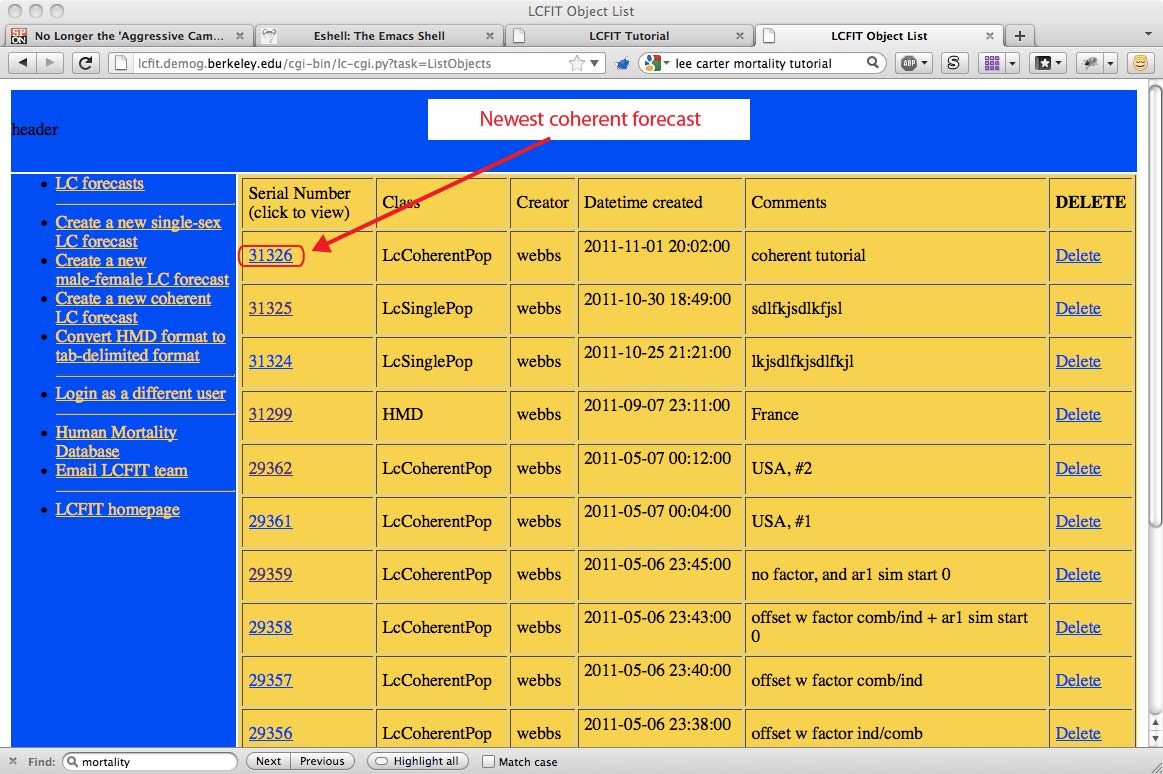 LCFIT Object List
No Longer the 'Aggressive Cam...
Eshell: The Emacs Shell
LCFIT Tutorial
LCFIT Object List
lcfit.demog.berkeley.edu/cgi-bin/lc-cgi.py?task=ListObjects
lee carter mortality tutorial
ABP
S
header
Newest coherent forecast
LC forecasts
Create a new single-sex
LC forecast
Create a new
male-female LC forecast
Create a new coherent
LC forecast
Convert HMD format to
tab-delimited format
Login as a different user
Human Mortality
Database
Email LCFIT team
LCFIT homepage
Serial Number
(click to view) Class Creator Datetime created Comments DELETE
31326 LcCoherentPop webbs 2011-11-01 20:02:00 coherent tutorial Delete
31325 LcSinglePop webbs 2011-10-30 18:49:00 sdlfkjsdlkfjsl Delete
31324 LcSinglePop webbs 2011-10-25 21:21:00 lkjsdlfkjsdlfkjl Delete
31299 HMD webbs 2011-09-07 23:11:00 France Delete
29362 LcCoherentPop webbs 2011-05-07 00:12:00 USA, #2 Delete
29361 LcCoherentPop webbs 2011-05-07 00:04:00 USA, #1 Delete
29359 LcCoherentPop webbs 2011-05-06 23:45:00 no factor, and ar1 sim start 0 Delete
29358 LcCoherentPop webbs 2011-05-06 23:43:00 offset w factor comb/ind + ar1 sim start
0 Delete
29357 LcCoherentPop webbs 2011-05-06 23:40:00 offset w factor comb/ind Delete
29356 LcCoherentPop webbs 2011-05-06 23:38:00 offset w factor ind/comb Delete
Find: mortality Next Previous Highlight all Match case